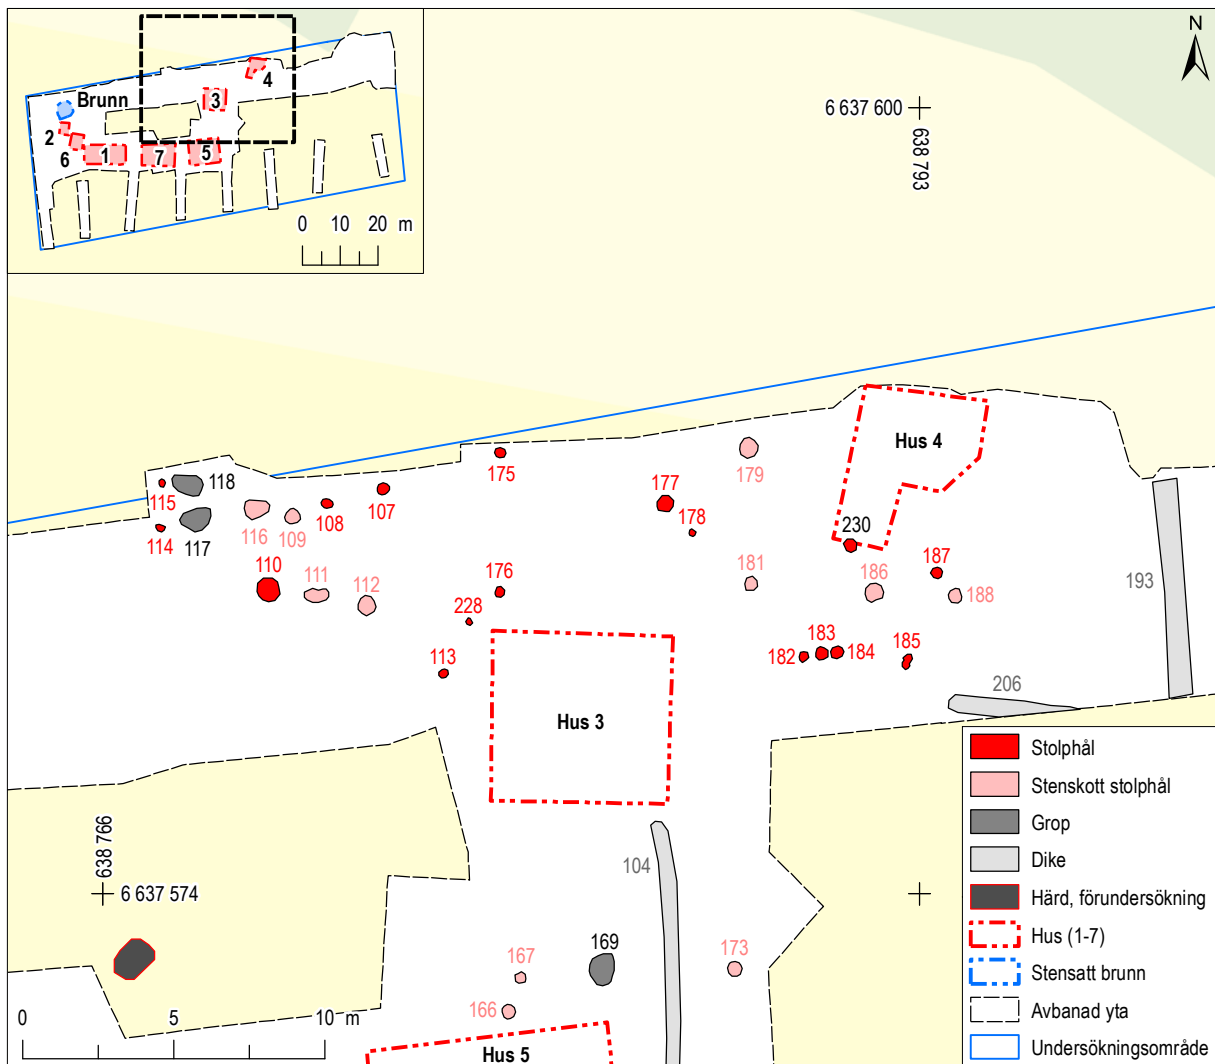 N
Brunn
4
3
2
6
1
7
5
0 10 20 m
6 637 600
638 793
Hus 4
118
115
175
179
177
178
107
108
116
109
114
117
110
111
112
176
228
113
230
181
186
187
188
193
182
183
184
185
206
Hus 3
638 766
6 637 574
104
167
169
173
166
Hus 5
0 5 10 m
Stolphål
Stenskott stolphål
Grop
Dike
Härd, förundersökning
Hus (1-7)
Stensatt brunn
Avbanad yta
Undersökningsområde